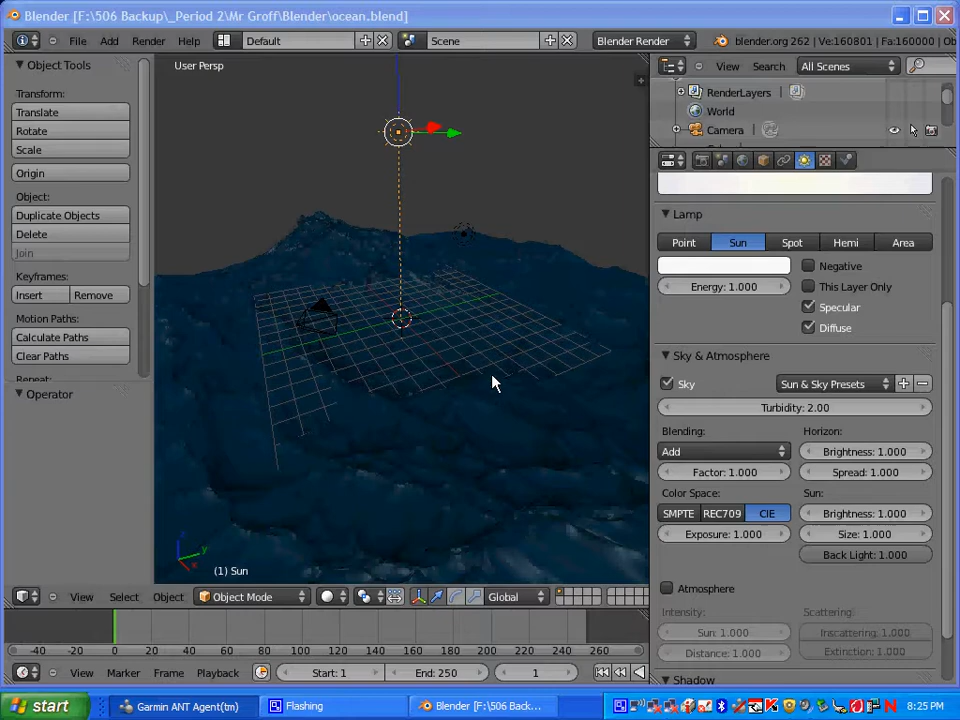 Blender [F:\506 Backup\_Period 2\Mr Groff\Blender\ocean.blend]
File Add Render Help Default Scene Blender Render blender.org 262 | Ve:160801 | Fa:160000 | Ob
Object Tools
Transform:
Translate
Rotate
Scale
Origin
Object:
Duplicate Objects
Delete
Join
Keyframes:
Insert Remove
Motion Paths:
Calculate Paths
Clear Paths
Operator
User Persp
z
y
x
(1) Sun
View Search All Scenes
RenderLayers
World
Camera
Lamp
Point Sun Spot Hemi Area
Negative
Energy: 1.000 This Layer Only
Specular
Diffuse
Sky & Atmosphere
Sky Sun & Sky Presets
Turbidity: 2.00
Blending: Horizon:
Add Brightness: 1.000
Factor: 1.000 Spread: 1.000
Color Space: Sun:
SMPTE REC709 CIE Brightness: 1.000
Exposure: 1.000 Size: 1.000
Back Light: 1.000
Atmosphere
Intensity: Scattering:
Sun: 1.000 Inscattering: 1.000
Distance: 1.000 Extinction: 1.000
Shadow
View Select Object Object Mode Global
-40 -20 0 20 40 60 80 100 120 140 160 180 200 220 240 260
View Marker Frame Playback Start: 1 End: 250 1
start Garmin ANT Agent(tm) Flashing Blender [F:\506 Back... 8:25 PM